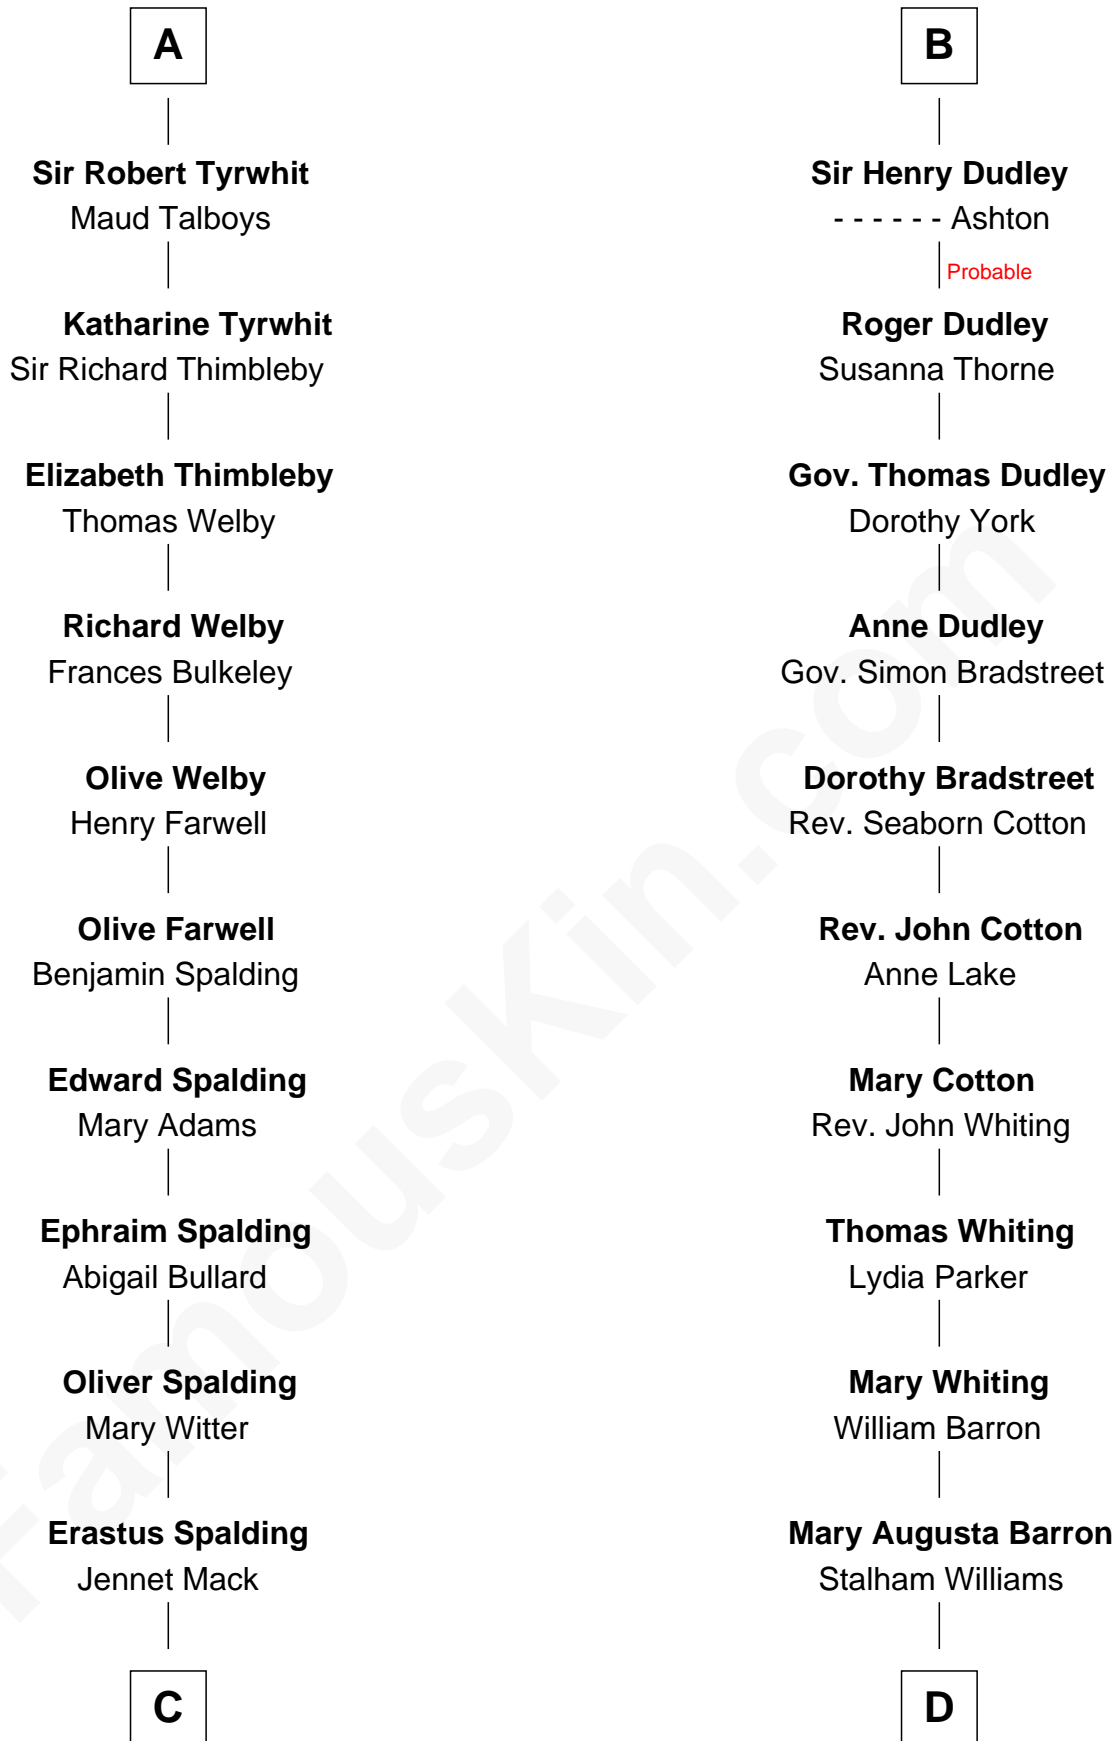 A
Sir Robert Tyrwhit
Maud Talboys
Katharine Tyrwhit
Sir Richard Thimbleby
Elizabeth Thimbleby
Thomas Welby
Richard Welby
Frances Bulkeley
Olive Welby
Henry Farwell
Olive Farwell
Benjamin Spalding
Edward Spalding
Mary Adams
Ephraim Spalding
Abigail Bullard
Oliver Spalding
Mary Witter
Erastus Spalding
Jennet Mack
C
B
Sir Henry Dudley
- - - - - - Ashton
Probable
Roger Dudley
Susanna Thorne
Gov. Thomas Dudley
Dorothy York
Anne Dudley
Gov. Simon Bradstreet
Dorothy Bradstreet
Rev. Seaborn Cotton
Rev. John Cotton
Anne Lake
Mary Cotton
Rev. John Whiting
Thomas Whiting
Lydia Parker
Mary Whiting
William Barron
Mary Augusta Barron
Stalham Williams
D
FamousKin.com